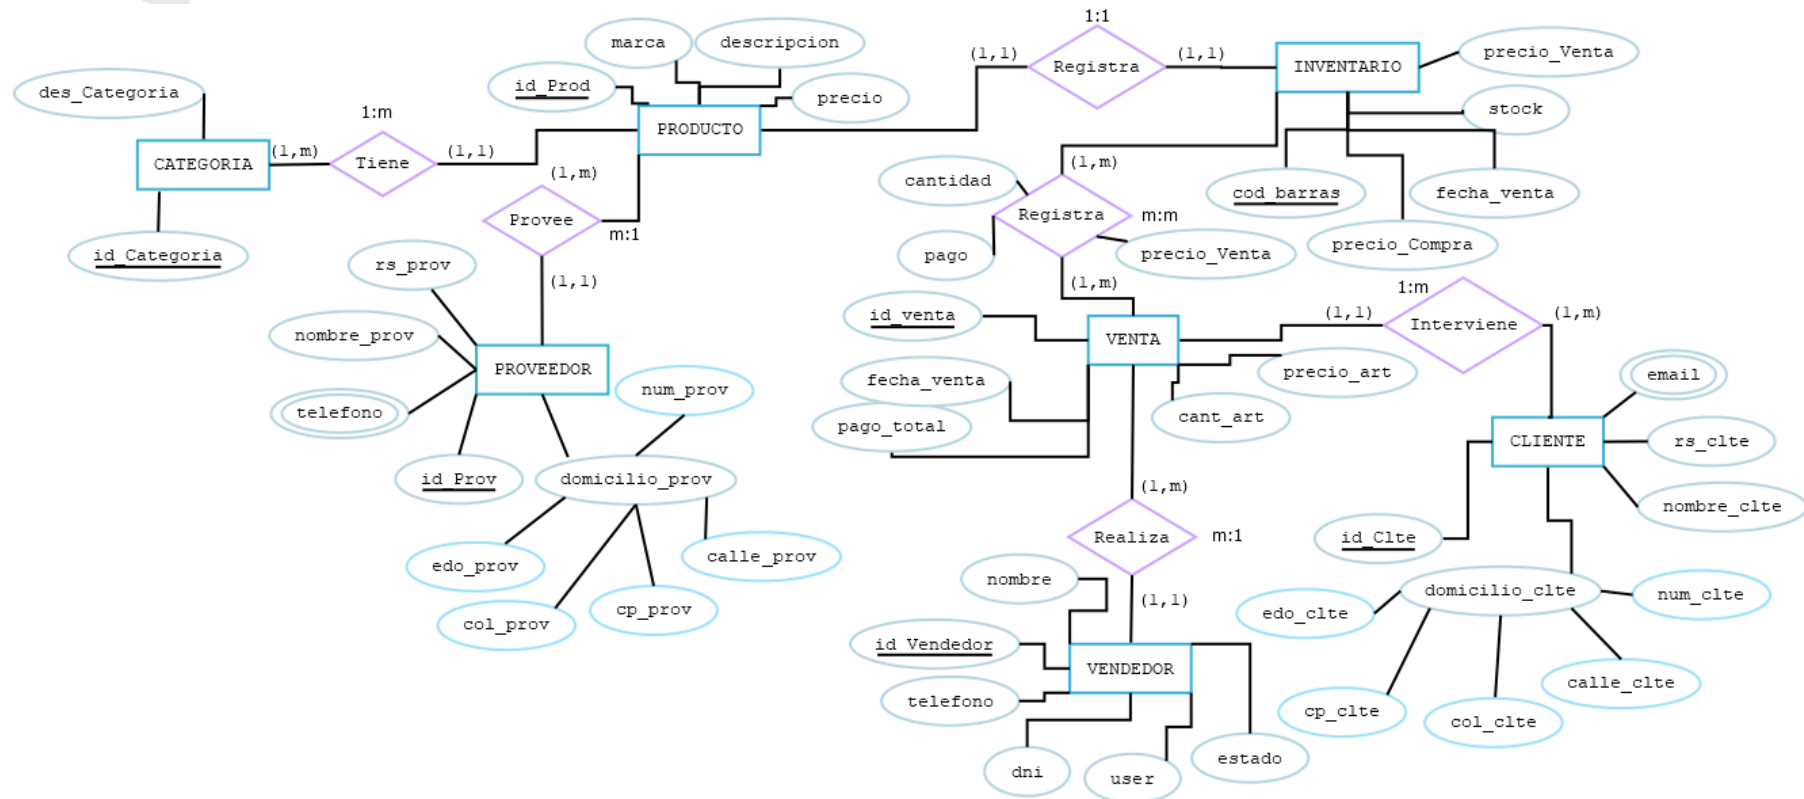 1:1
marca
descripcion
(1,1)
Registra
(1,1)
INVENTARIO
precio_Venta
des_Categoria
id_Prod
precio
stock
1:m
PRODUCTO
CATEGORIA
(1,m)
Tiene
(1,1)
(1,m)
(1,m)
cantidad
Registra
m:m
cod_barras
fecha_venta
Provee
m:1
id_Categoria
pago
precio_Venta
precio_Compra
rs_prov
(1,1)
(1,m)
1:m
id_venta
(1,1)
Interviene
(1,m)
nombre_prov
VENTA
PROVEEDOR
num_prov
fecha_venta
precio_art
email
telefono
pago_total
cant_art
CLIENTE
rs_clte
id_Prov
domicilio_prov
(1,m)
nombre_clte
Realiza
m:1
id_Clte
edo_prov
calle_prov
nombre
(1,1)
domicilio_clte
num_clte
col_prov
cp_prov
edo_clte
id_Vendedor
VENDEDOR
calle_clte
telefono
cp_clte
col_clte
dni
user
estado